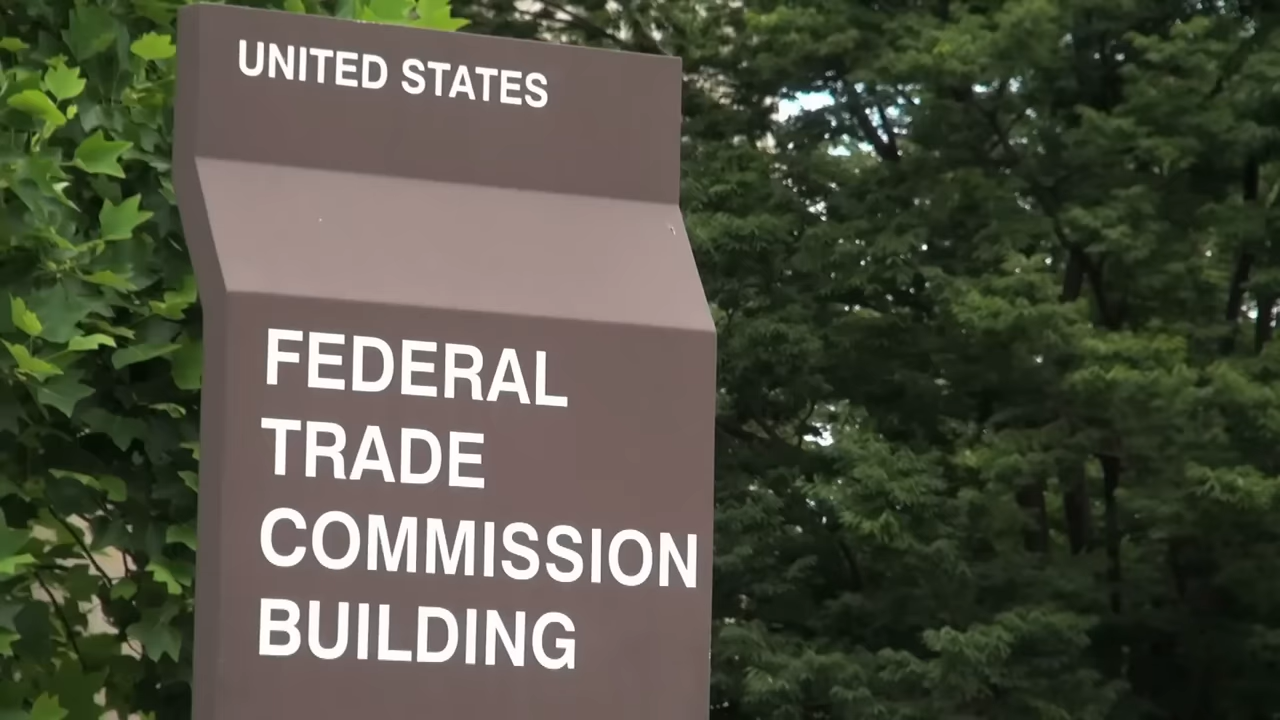 UNITED STATES
FEDERAL
TRADE
COMMISSION
BUILDING